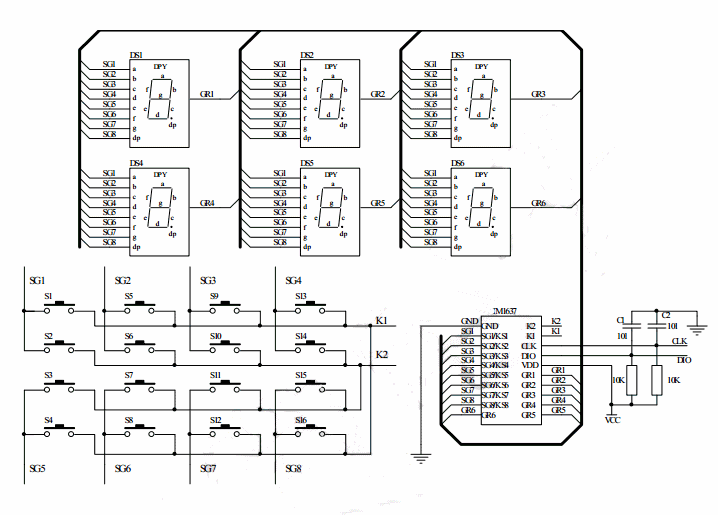 DS1 DS2 DS3
DPY DPY DPY
SG1 a SG1 a SG1 a
SG2 b SG2 b SG2 b
SG3 c SG3 c SG3 c
SG4 d SG4 d SG4 d
SG5 e SG5 e SG5 e
SG6 f SG6 f SG6 f
SG7 g SG7 g SG7 g
SG8 dp SG8 dp SG8 dp
a b c d e f g dp
a b c d e f g dp
a b c d e f g dp
GR1 GR2 GR3
DS4 DS5 DS6
DPY DPY DPY
SG1 a SG1 a SG1 a
SG2 b SG2 b SG2 b
SG3 c SG3 c SG3 c
SG4 d SG4 d SG4 d
SG5 e SG5 e SG5 e
SG6 f SG6 f SG6 f
SG7 g SG7 g SG7 g
SG8 dp SG8 dp SG8 dp
a b c d e f g dp
a b c d e f g dp
a b c d e f g dp
GR4 GR5 GR6
SG1 SG2 SG3 SG4
S1 S5 S9 S13
K1
S2 S6 S10 S14
K2
S3 S7 S11 S15
S4 S8 S12 S16
SG5 SG6 SG7 SG8
JM1637
GND GND K2 K2
SG1 SG1/KS1 K1 K1
SG2 SG2/KS2 CLK
SG3 SG3/KS3 DIO
SG4 SG4/KS4 VDD
SG5 SG5/KS5 GR1 GR1
SG6 SG6/KS6 GR2 GR2
SG7 SG7/KS7 GR3 GR3
SG8 SG8/KS8 GR4 GR4
GR6 GR6 GR5 GR5
C1 C2
101 101
CLK
DIO
10K 10K
VCC